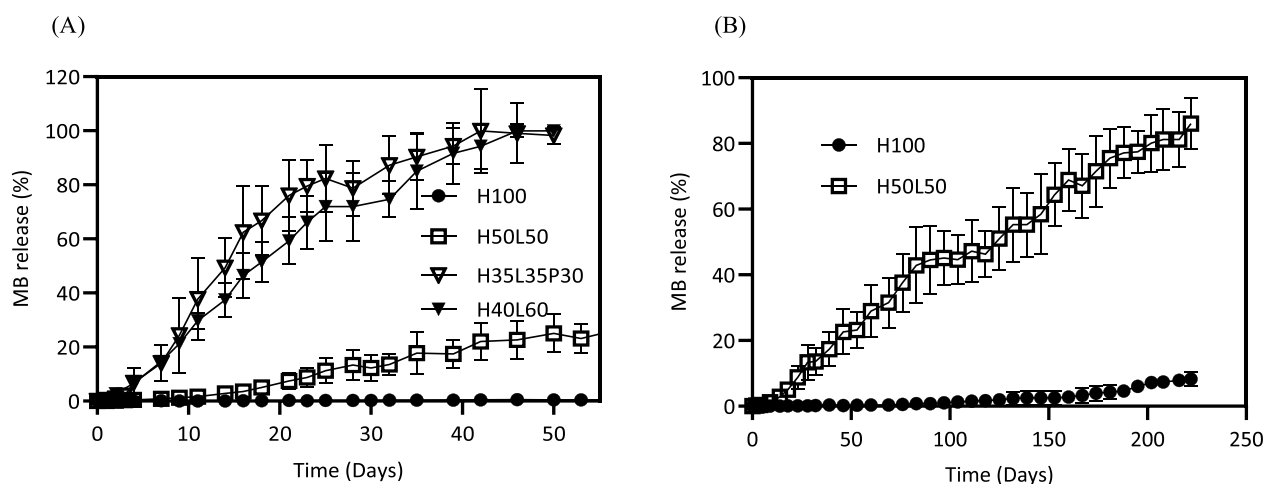 (A)
120
100
80
60
40
20
0
MB release (%)
H100
H50L50
H35L35P30
H40L60
0 10 20 30 40 50
Time (Days)
(B)
100
80
60
40
20
0
MB release (%)
H100
H50L50
0 50 100 150 200 250
Time (Days)